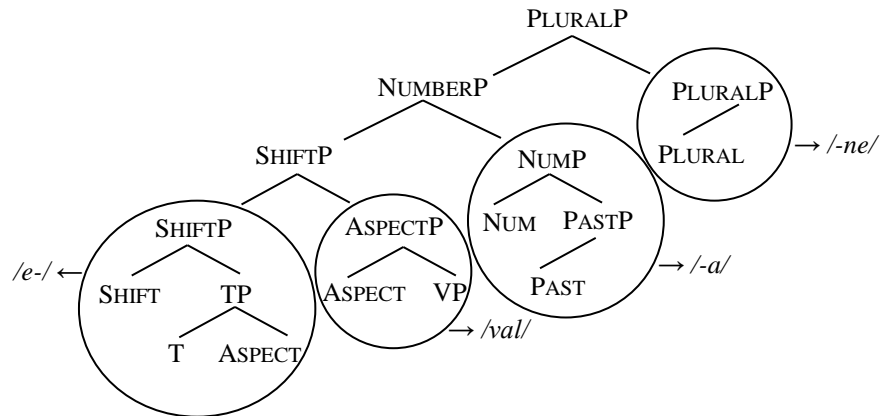 PLURALP
NUMBERP PLURALP
SHIFTP NUMP PLURAL → /-ne/
SHIFTP ASPECTP NUM PASTP
/e-/ ← SHIFT TP ASPECT VP PAST → /-a/
T ASPECT → /val/